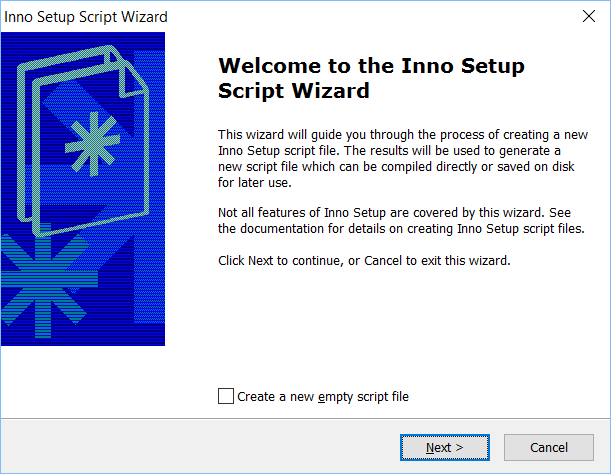 Inno Setup Script Wizard
Welcome to the Inno Setup
Script Wizard
This wizard will guide you through the process of creating a new
Inno Setup script file. The results will be used to generate a
new script file which can be compiled directly or saved on disk
for later use.
Not all features of Inno Setup are covered by this wizard. See
the documentation for details on creating Inno Setup script files.
Click Next to continue, or Cancel to exit this wizard.
Create a new empty script file
Next >
Cancel